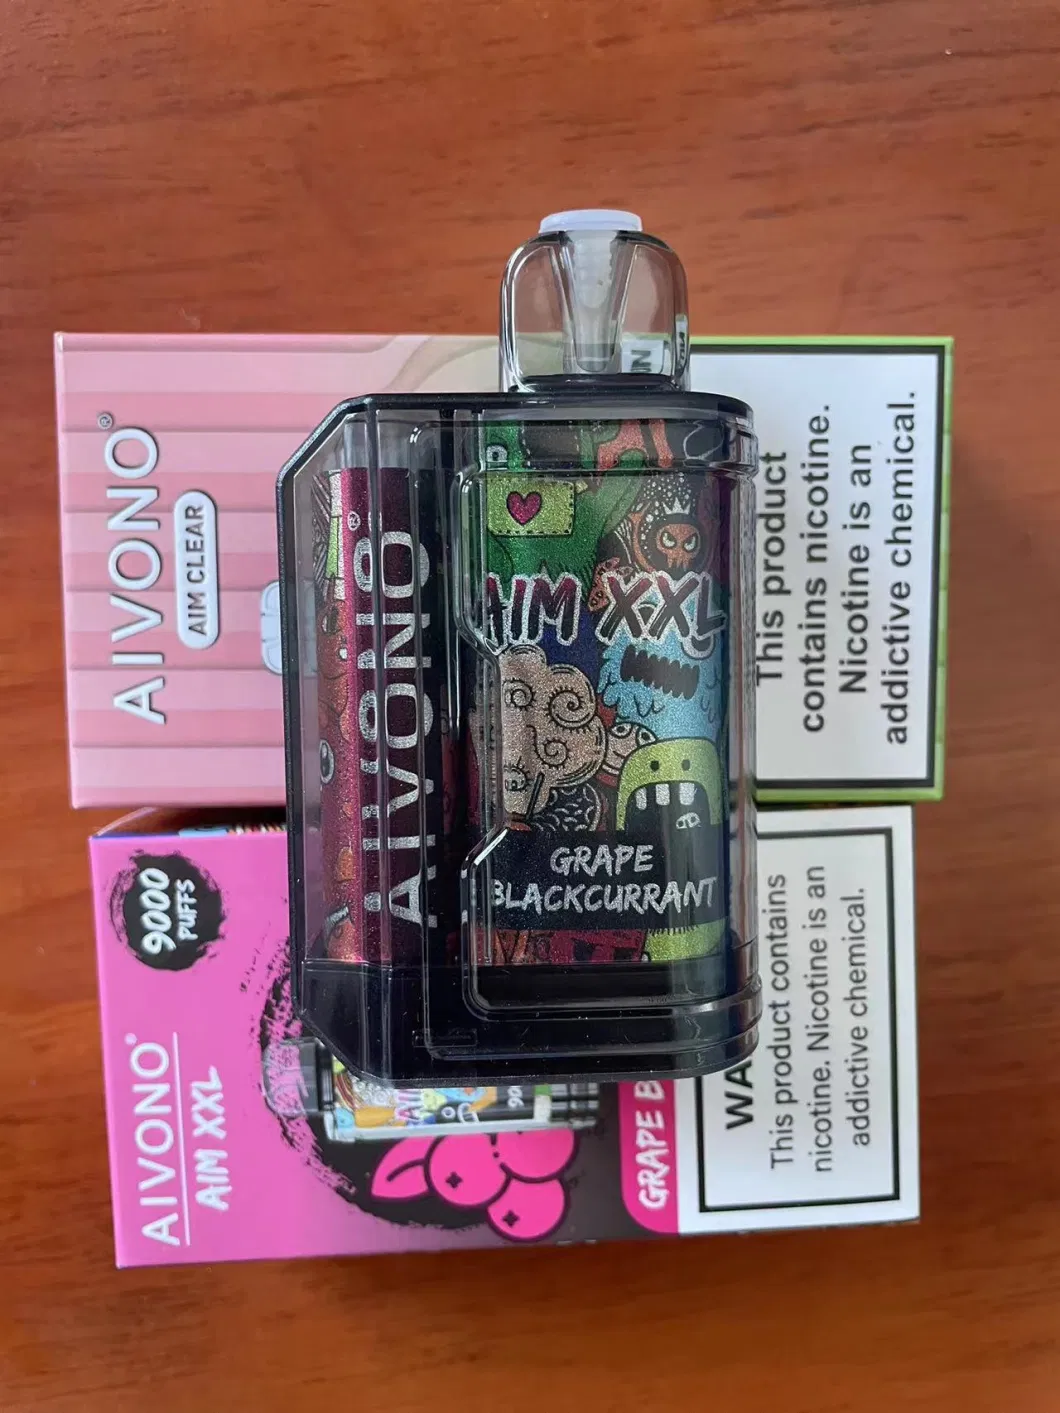 AIVONO®
AIM CLEAR
This product
contains nicotine.
Nicotine is an
addictive chemical.
AIVONO®
AIM XXL
GRAPE
BLACKCURRANT
9000
PUFFS
AIVONO®
AIM XXL
GRAPE B
WA
This product contains
nicotine. Nicotine is an
addictive chemical.